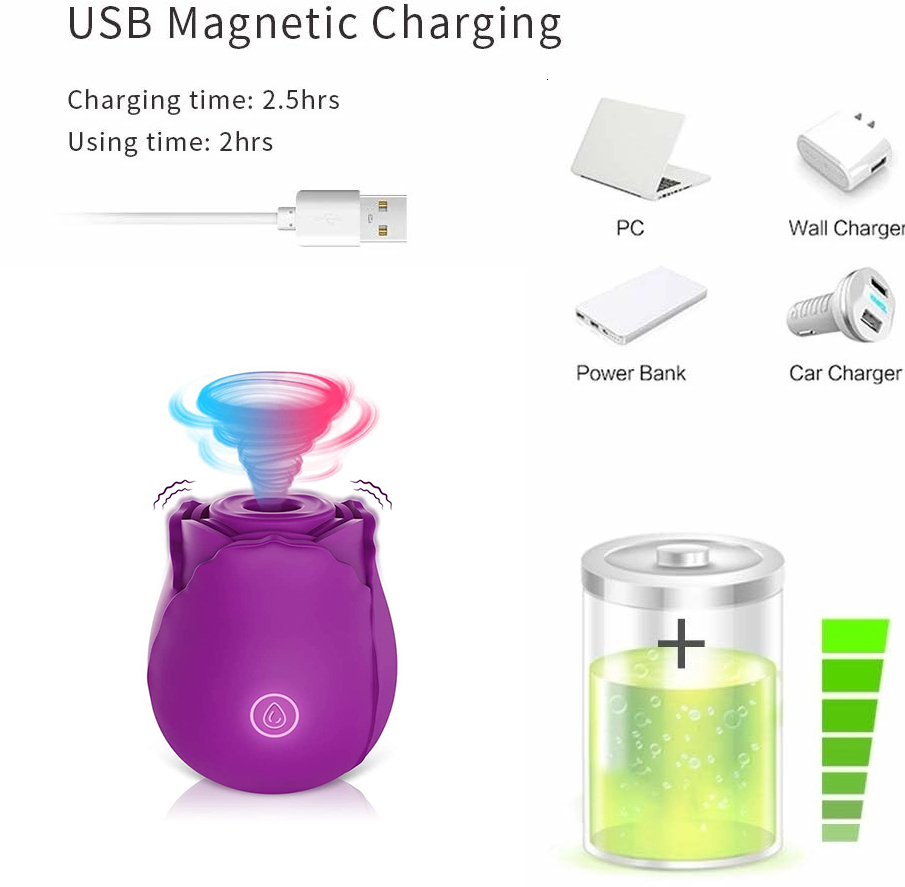 USB Magnetic Charging
Charging time: 2.5hrs
Using time: 2hrs
PC
Wall Charger
Power Bank
Car Charger
+